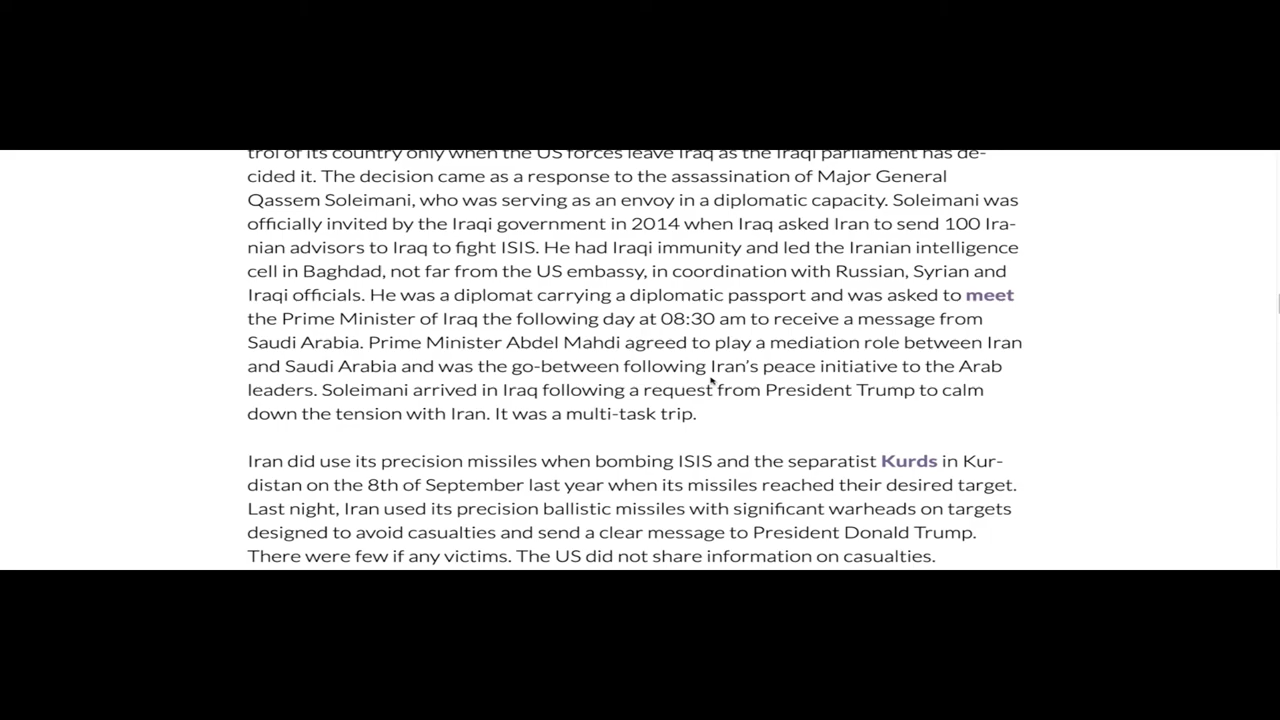 trol of its country only when the US forces leave Iraq as the Iraqi parliament has de-
cided it. The decision came as a response to the assassination of Major General
Qassem Soleimani, who was serving as an envoy in a diplomatic capacity. Soleimani was
officially invited by the Iraqi government in 2014 when Iraq asked Iran to send 100 Ira-
nian advisors to Iraq to fight ISIS. He had Iraqi immunity and led the Iranian intelligence
cell in Baghdad, not far from the US embassy, in coordination with Russian, Syrian and
Iraqi officials. He was a diplomat carrying a diplomatic passport and was asked to meet
the Prime Minister of Iraq the following day at 08:30 am to receive a message from
Saudi Arabia. Prime Minister Abdel Mahdi agreed to play a mediation role between Iran
and Saudi Arabia and was the go-between following Iran’s peace initiative to the Arab
leaders. Soleimani arrived in Iraq following a request from President Trump to calm
down the tension with Iran. It was a multi-task trip.
Iran did use its precision missiles when bombing ISIS and the separatist Kurds in Kur-
distan on the 8th of September last year when its missiles reached their desired target.
Last night, Iran used its precision ballistic missiles with significant warheads on targets
designed to avoid casualties and send a clear message to President Donald Trump.
There were few if any victims. The US did not share information on casualties.